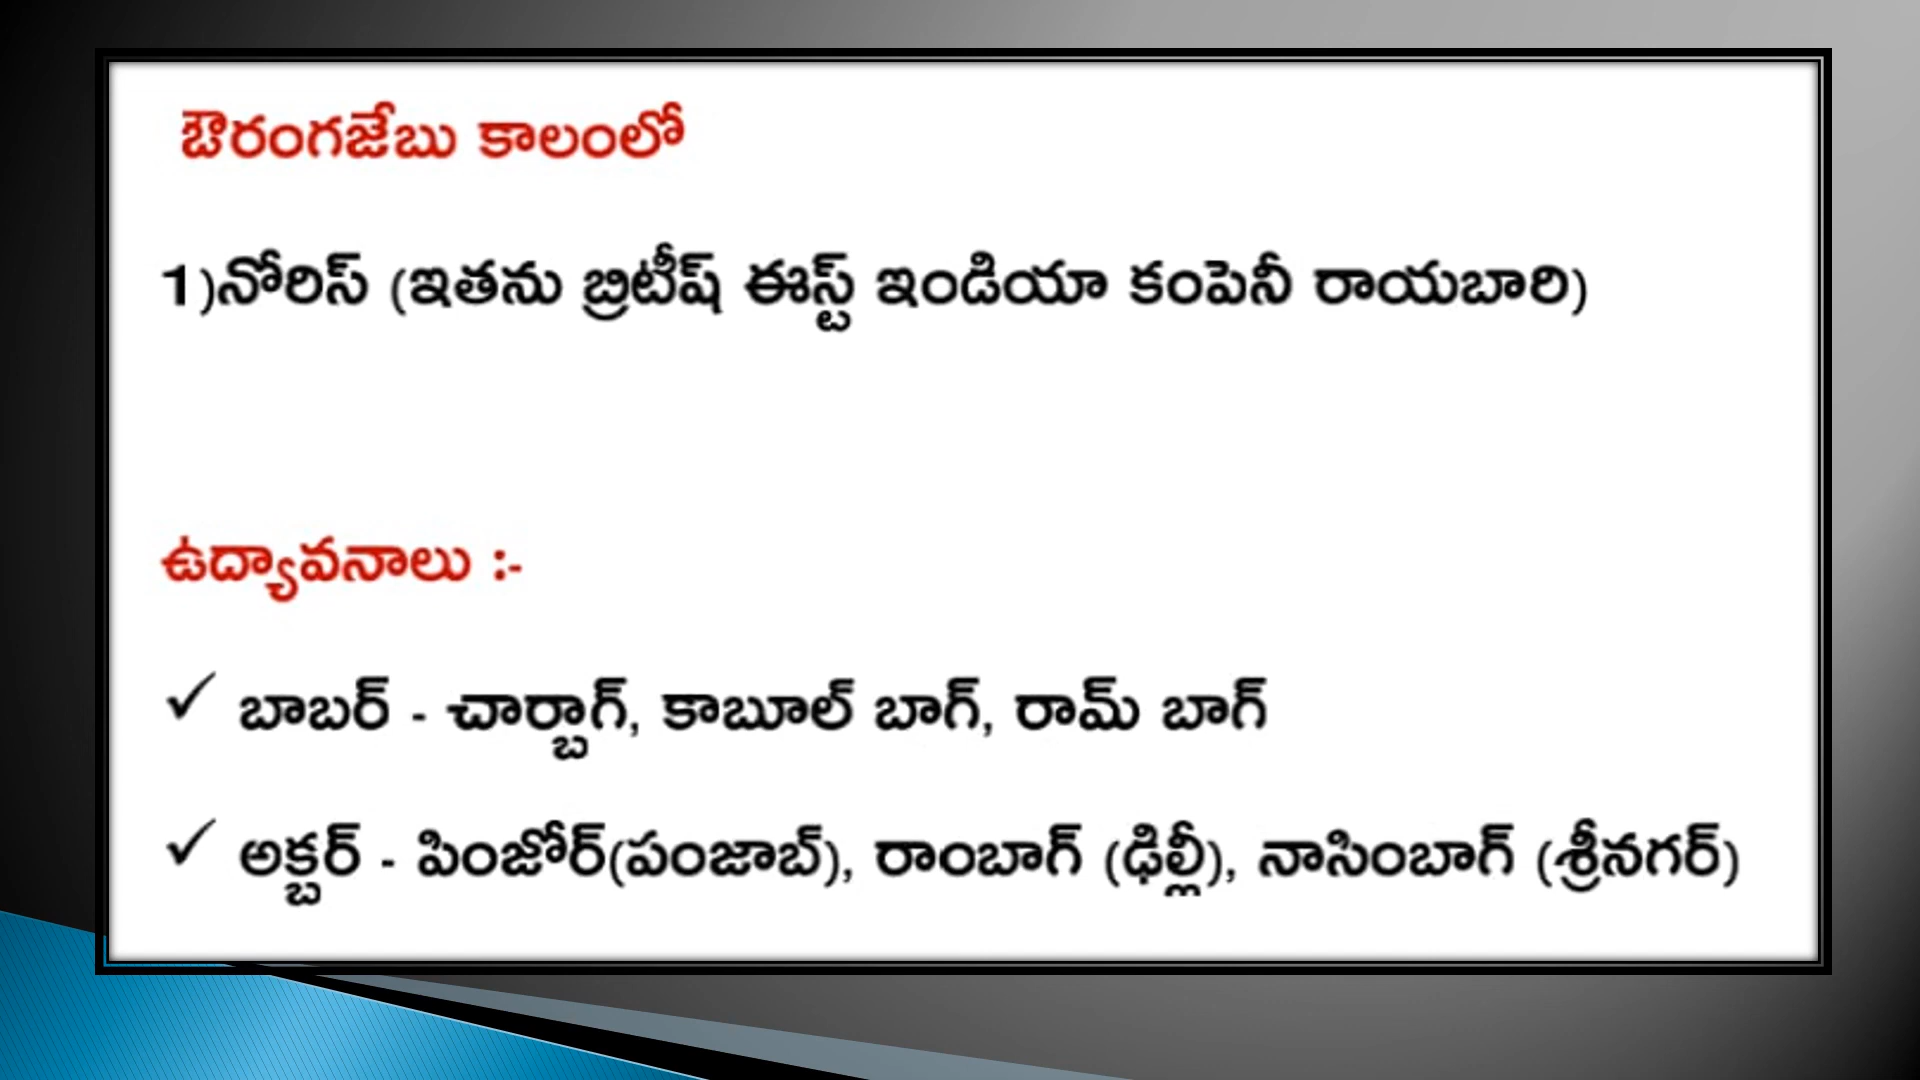 ఔరంగజేబు కాలంలో
1)నోరిస్ (ఇతను బ్రిటీష్ ఈస్ట్ ఇండియా కంపెనీ రాయబారి)
ఉద్యావనాలు :-
✓ బాబర్ - చార్బాగ్, కాబూల్ బాగ్, రామ్ బాగ్
✓ అక్బర్ - పింజోర్(పంజాబ్), రాంబాగ్ (ఢిల్లీ), నాసింబాగ్ (శ్రీనగర్)